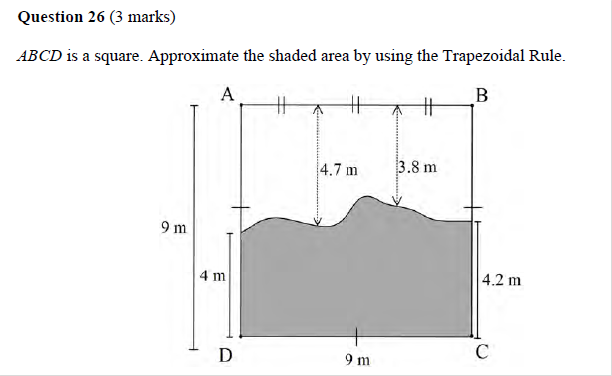 Question 26 (3 marks)
ABCD is a square. Approximate the shaded area by using the Trapezoidal Rule.
A
B
4.7 m
3.8 m
9 m
4 m
4.2 m
D
9 m
C